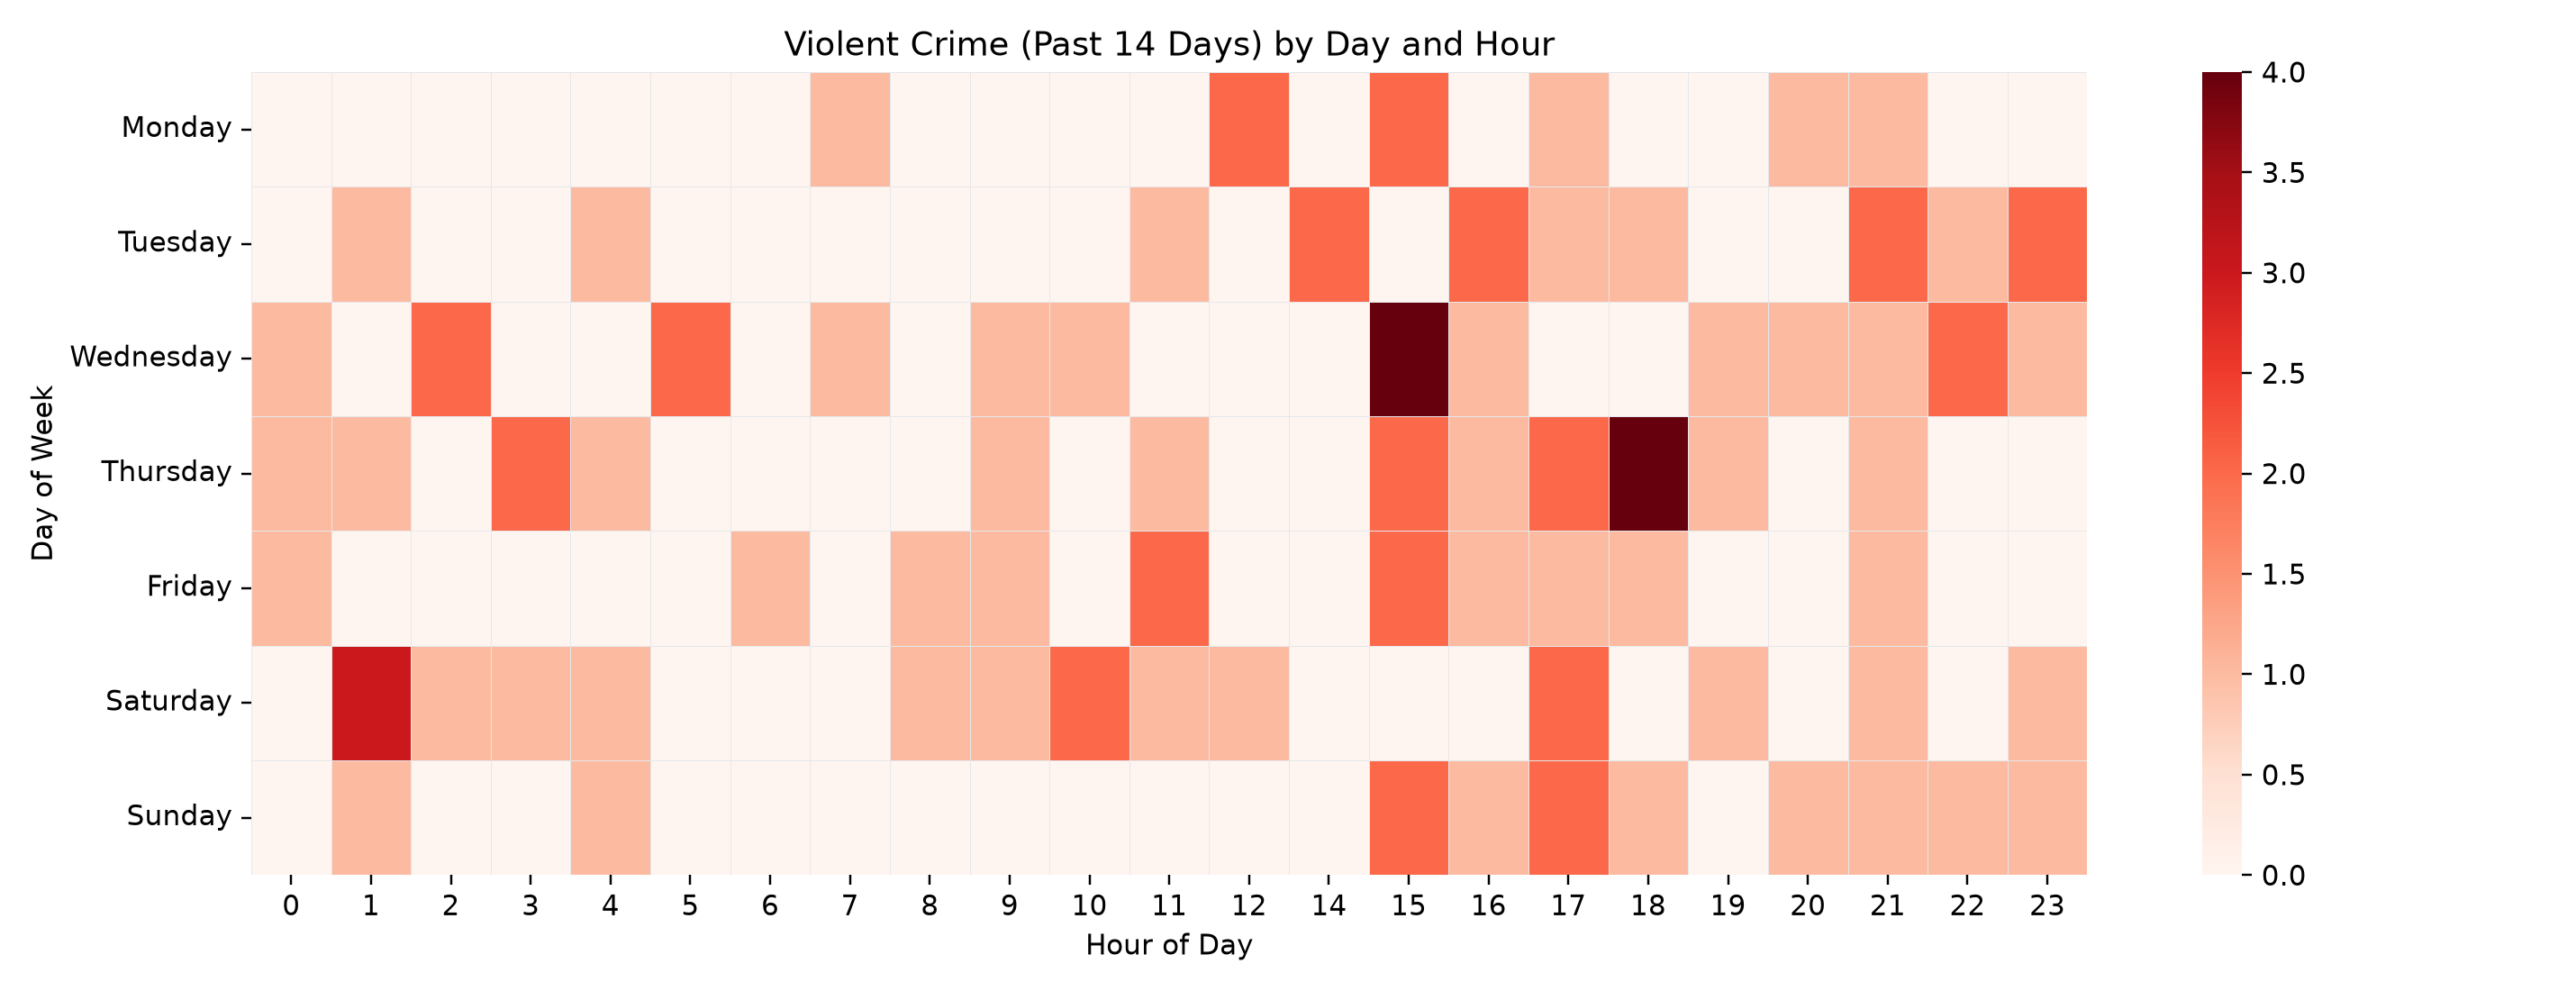 Violent Crime (Past 14 Days) by Day and Hour
Day of Week
Monday
Tuesday
Wednesday
Thursday
Friday
Saturday
Sunday
0 1 2 3 4 5 6 7 8 9 10 11 12 14 15 16 17 18 19 20 21 22 23
Hour of Day
4.0
3.5
3.0
2.5
2.0
1.5
1.0
0.5
0.0